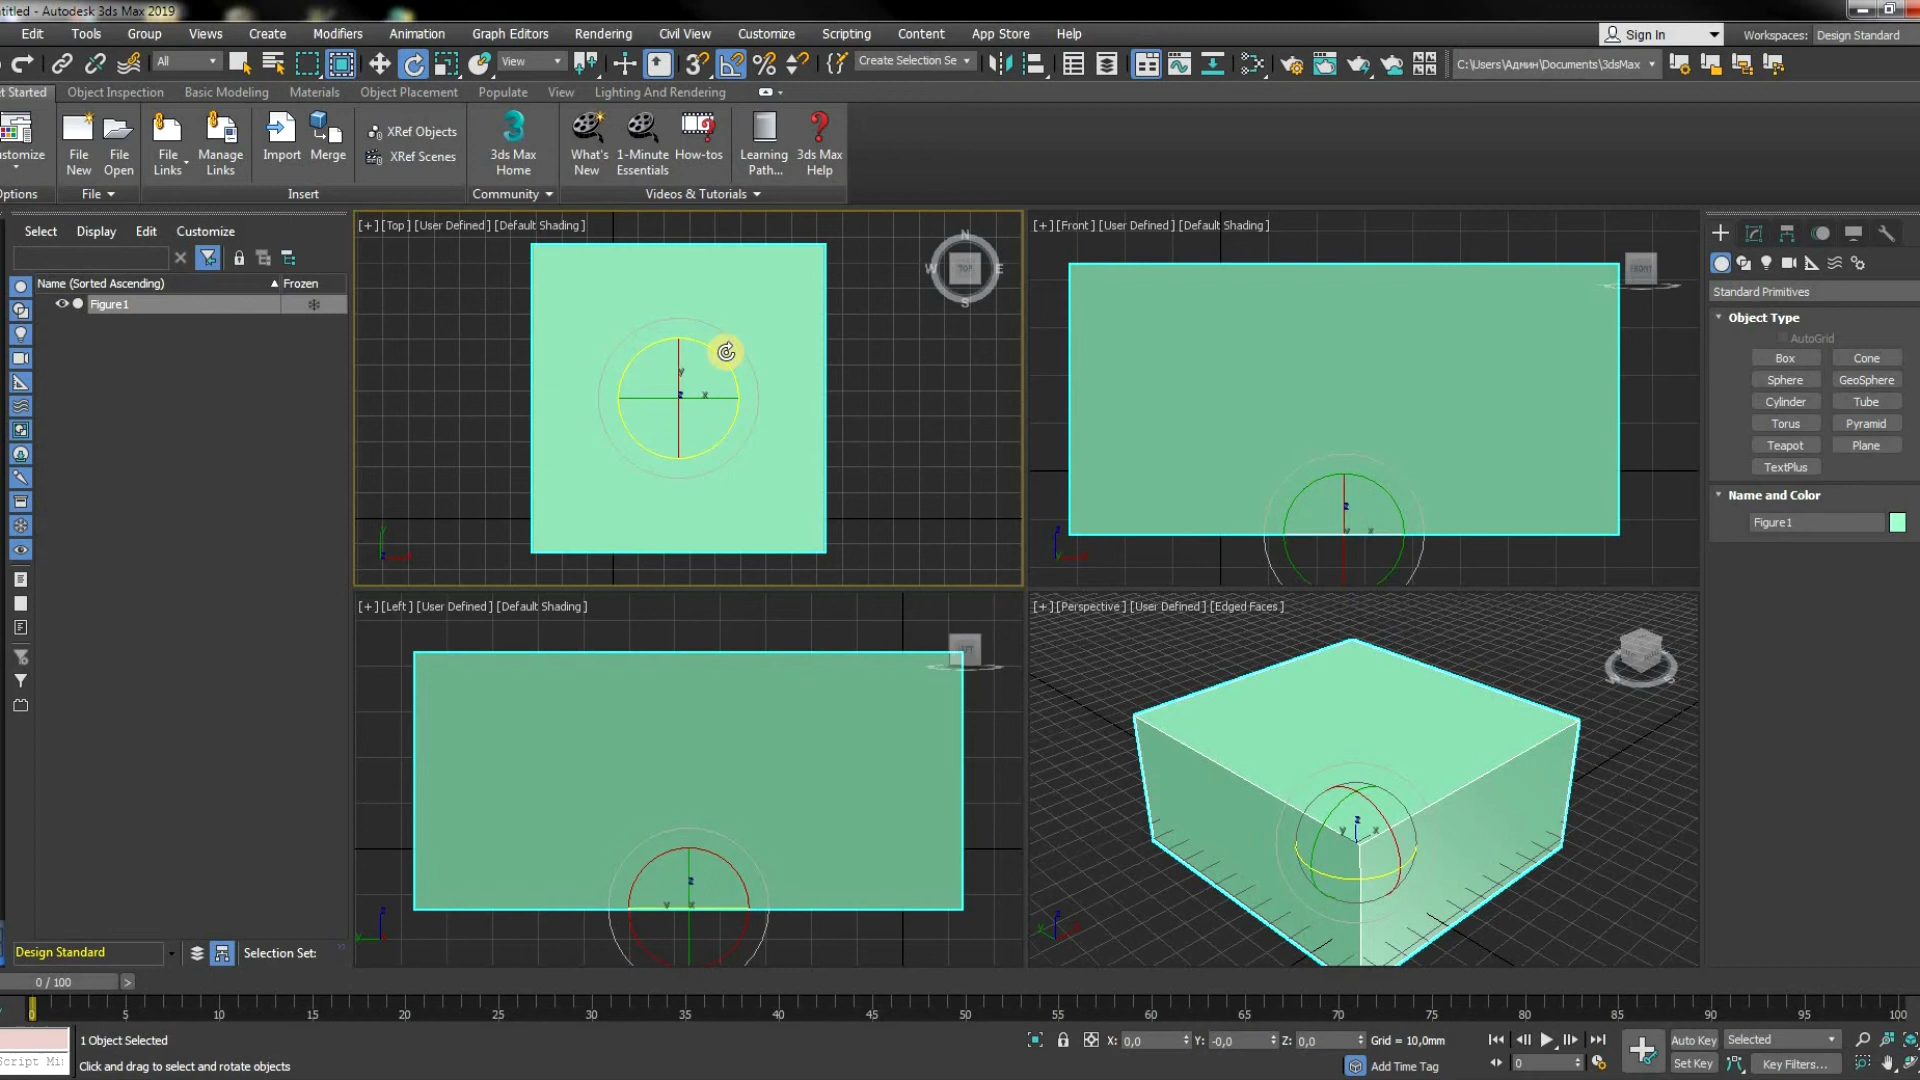 ntitled - Autodesk 3ds Max 2019
Edit Tools Group Views Create Modifiers Animation Graph Editors Rendering Civil View Customize Scripting Content App Store Help
Sign In Workspaces: Design Standard
All View Create Selection Se C:\Users\Админ\Documents\3dsMax
et Started Object Inspection Basic Modeling Materials Object Placement Populate View Lighting And Rendering
ustomize
File New
File Open
File Links
Manage Links
Import
Merge
XRef Objects
XRef Scenes
3ds Max Home
What's New
1-Minute Essentials
How-tos
Learning Path...
3ds Max Help
Options File Insert Community Videos & Tutorials
Select Display Edit Customize
Name (Sorted Ascending) Frozen
Figure1
[+] [Top] [User Defined] [Default Shading]
N
W TOP E
S
y
z x
[+] [Front] [User Defined] [Default Shading]
FRONT
z
y x
[+] [Left] [User Defined] [Default Shading]
z
y x
[+] [Perspective] [User Defined] [Edged Faces]
z
y x
Standard Primitives
Object Type
AutoGrid
Box Cone
Sphere GeoSphere
Cylinder Tube
Torus Pyramid
Teapot Plane
TextPlus
Name and Color
Figure1
Design Standard Selection Set:
0 / 100 >
0 5 10 15 20 25 30 35 40 45 50 55 60 65 70 75 80 85 90 95 100
1 Object Selected
Script Mi
Click and drag to select and rotate objects
X: 0,0 Y: -0,0 Z: 0,0 Grid = 10,0mm
Add Time Tag
0
Auto Key Selected
Set Key Key Filters...